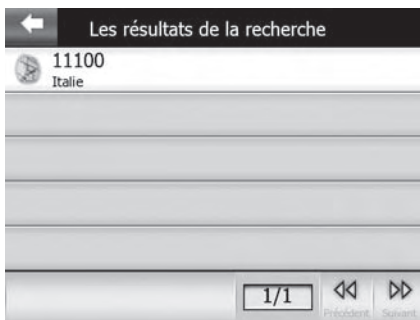 Les résultats de la recherche
11100
Italie
1/1
Précédent Suivant